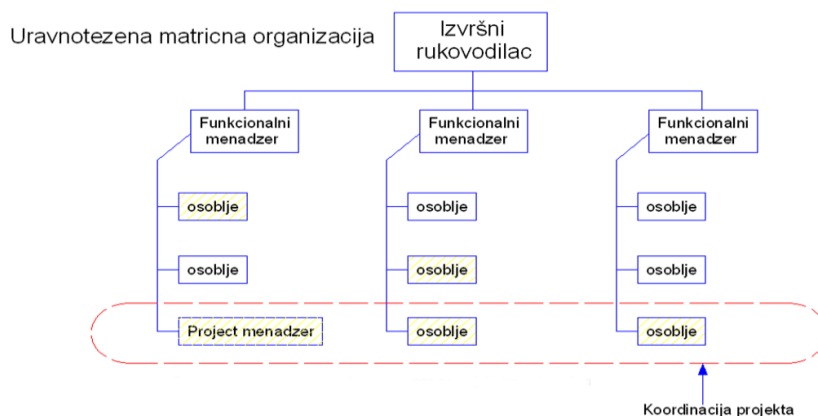 Uravnotezena matricna organizacija
Izvršni
rukovodilac
Funkcionalni
menadzer
Funkcionalni
menadzer
Funkcionalni
menadzer
osoblje
osoblje
osoblje
osoblje
osoblje
osoblje
Project menadzer
osoblje
osoblje
Koordinacija projekta